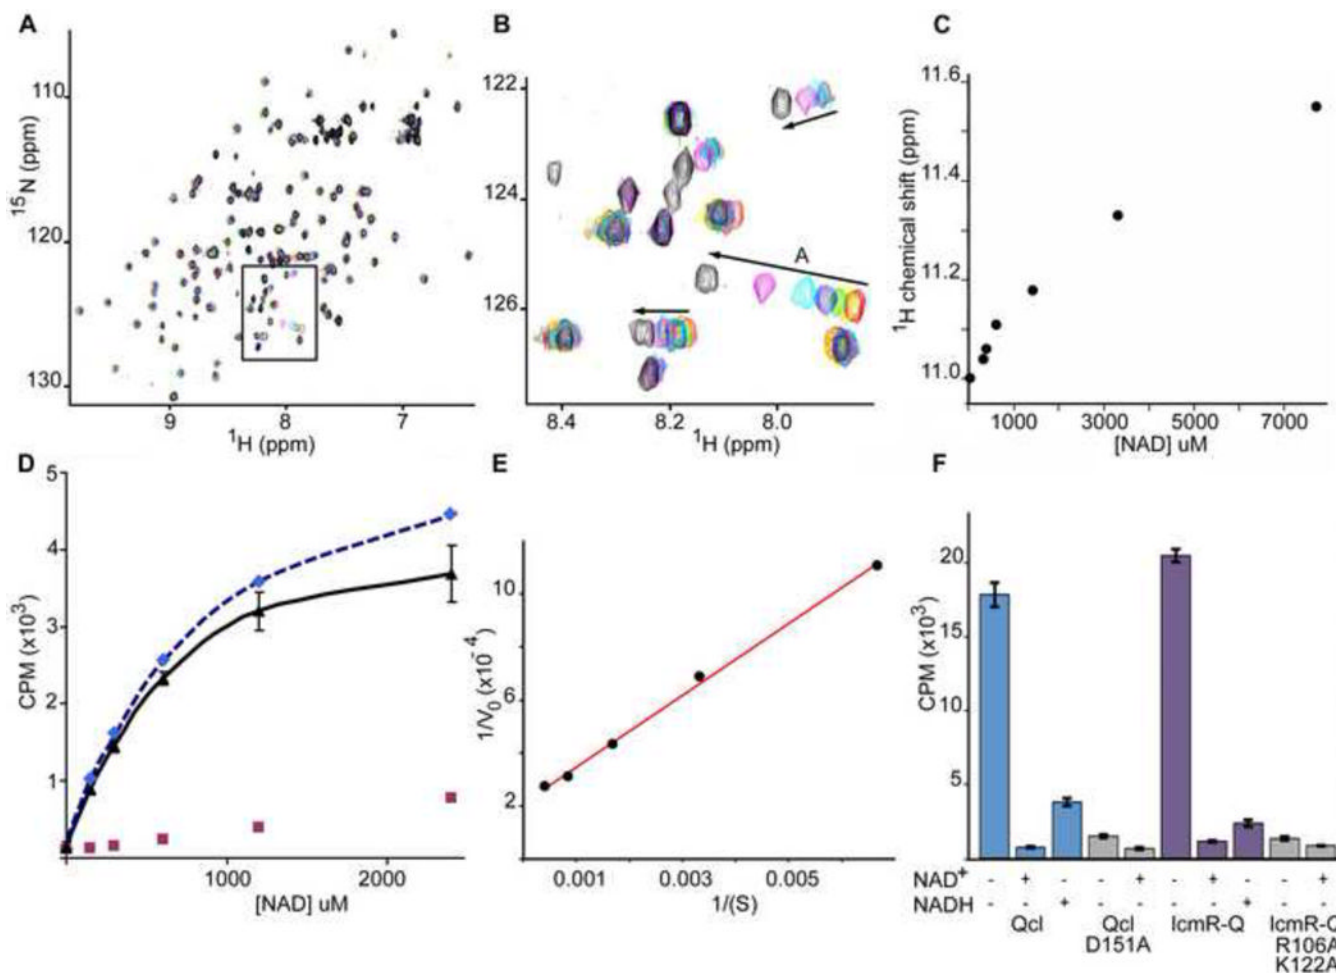 A
B
C
110
120
130
15N (ppm)
9
8
7
1H (ppm)
122
124
126
A
8.4
8.2
8.0
1H (ppm)
11.6
11.4
11.2
11.0
1H chemical shift (ppm)
1000
3000
5000
7000
[NAD] uM
D
E
F
5
4
3
2
1
CPM (x10³)
1000
2000
[NAD] uM
10
6
2
1/V₀ (x10⁻⁴)
0.001
0.003
0.005
1/(S)
20
15
10
5
CPM (x10³)
NAD⁺ - + - - + - + - - +
NADH - - + - - - - + - -
Qcl
Qcl
D151A
IcmR-Q
IcmR-Q
R106A
K122A